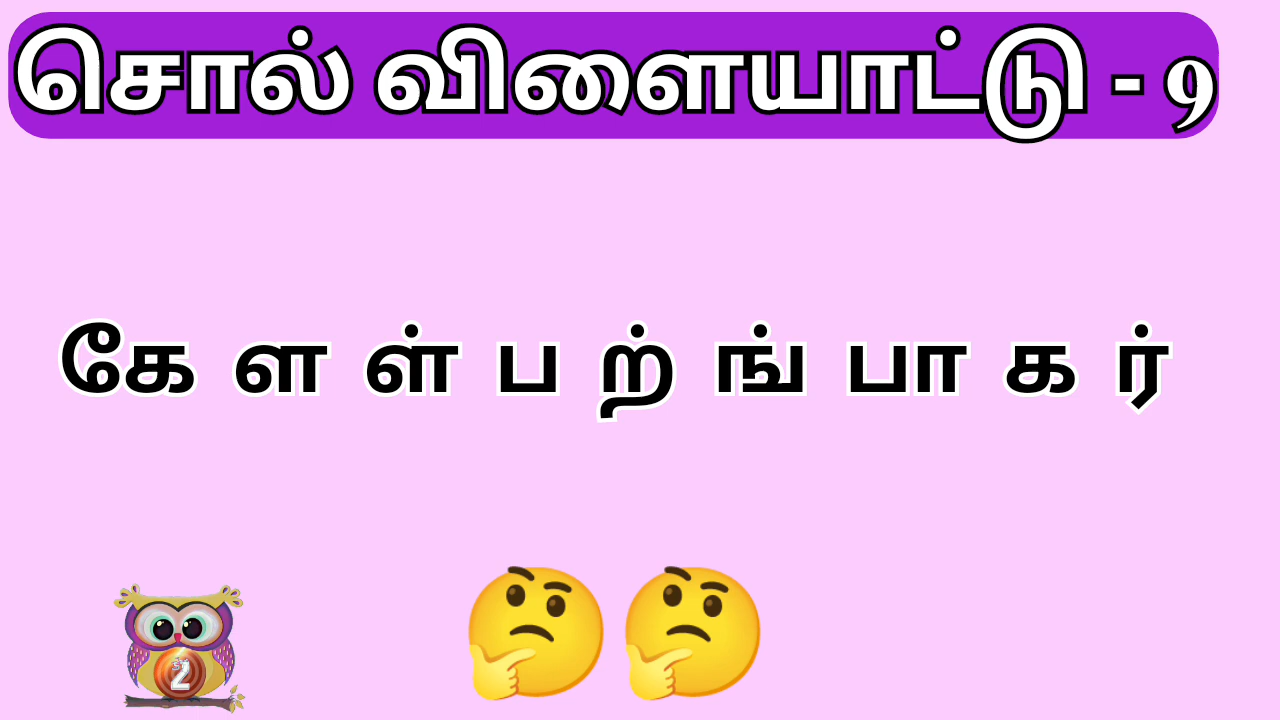 சொல் விளையாட்டு - 9
கே ள ள் ப ற் ங் பா க ர்